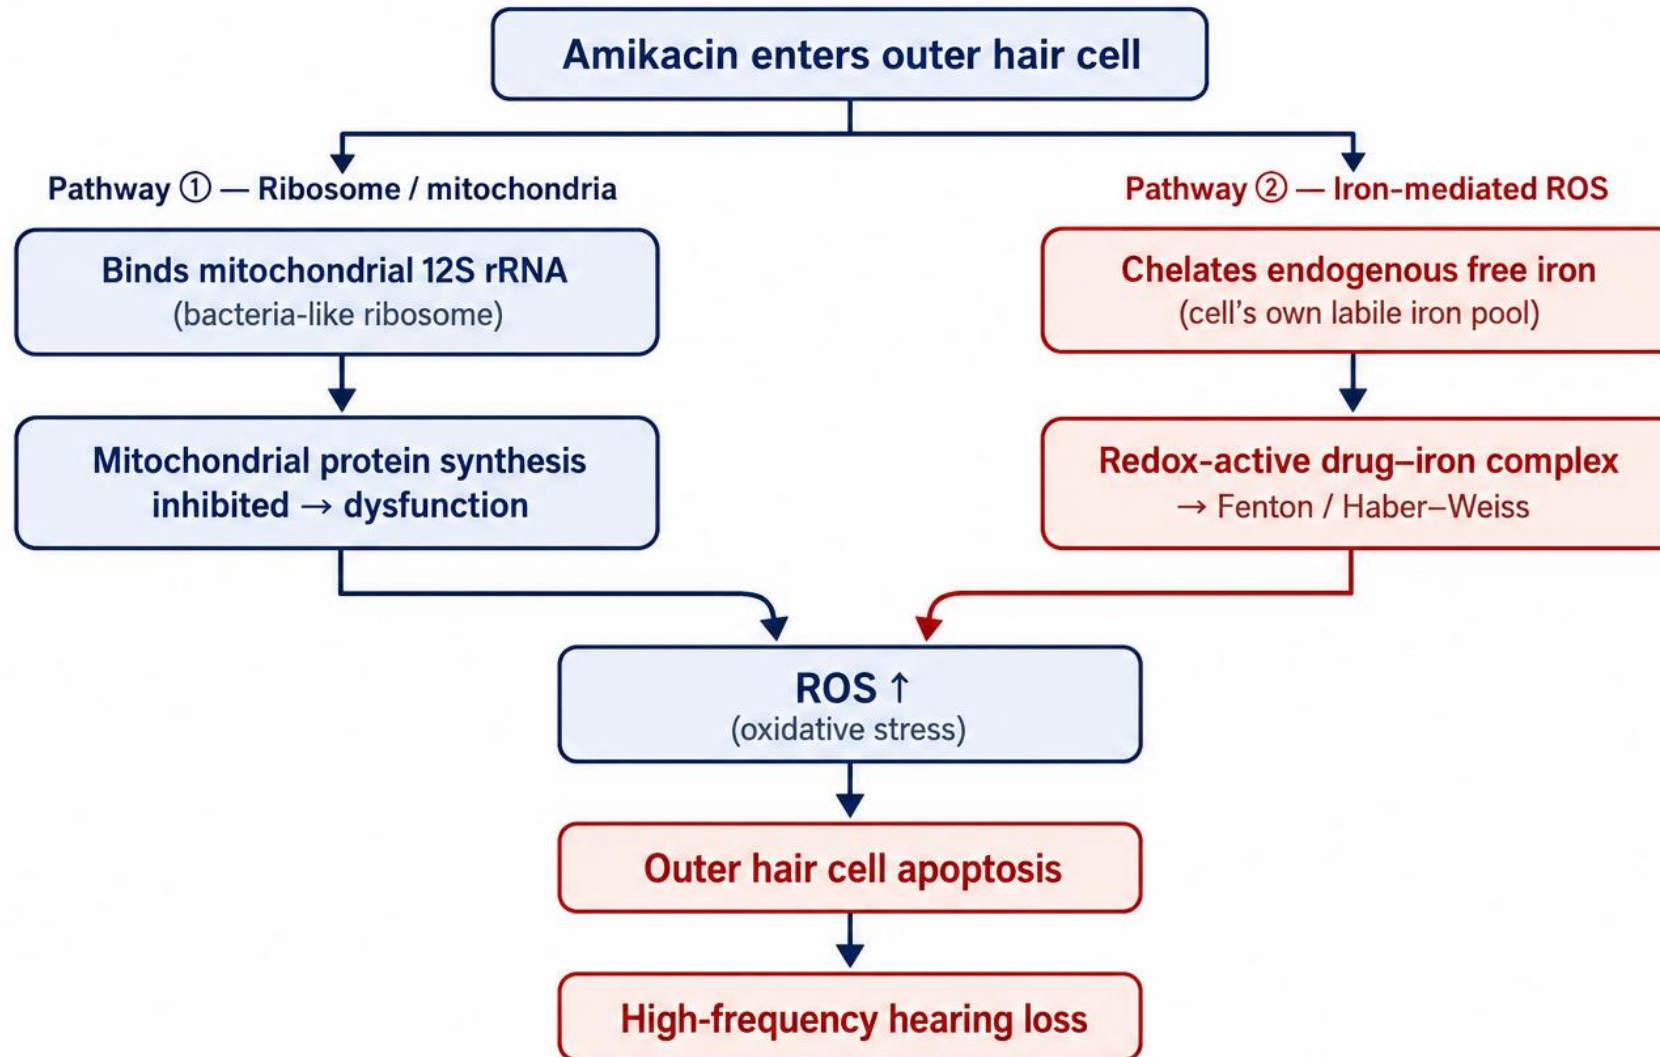 Amikacin enters outer hair cell
Pathway ① — Ribosome / mitochondria
Binds mitochondrial 12S rRNA
(bacteria-like ribosome)
Mitochondrial protein synthesis
inhibited → dysfunction
Pathway ② — Iron-mediated ROS
Chelates endogenous free iron
(cell's own labile iron pool)
Redox-active drug–iron complex
→ Fenton / Haber–Weiss
ROS ↑
(oxidative stress)
Outer hair cell apoptosis
High-frequency hearing loss